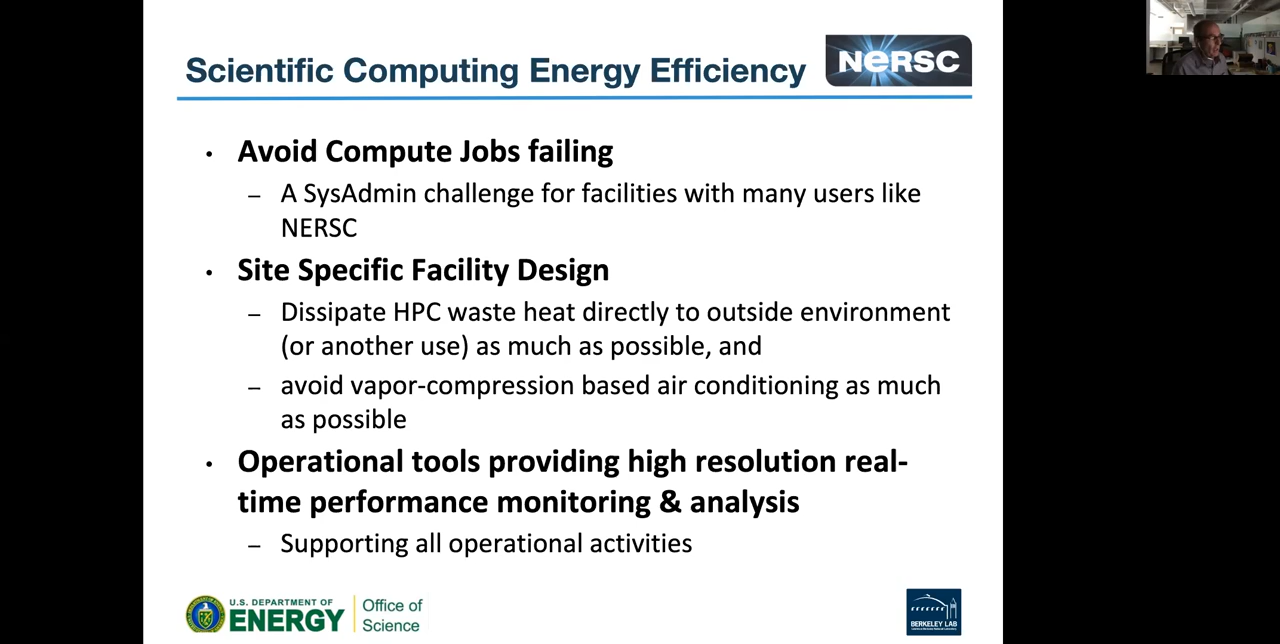 Scientific Computing Energy Efficiency
NERSC
• Avoid Compute Jobs failing
– A SysAdmin challenge for facilities with many users like
NERSC
• Site Specific Facility Design
– Dissipate HPC waste heat directly to outside environment
(or another use) as much as possible, and
– avoid vapor-compression based air conditioning as much
as possible
• Operational tools providing high resolution real-
time performance monitoring & analysis
– Supporting all operational activities
U.S. DEPARTMENT OF
ENERGY
Office of
Science
BERKELEY LAB